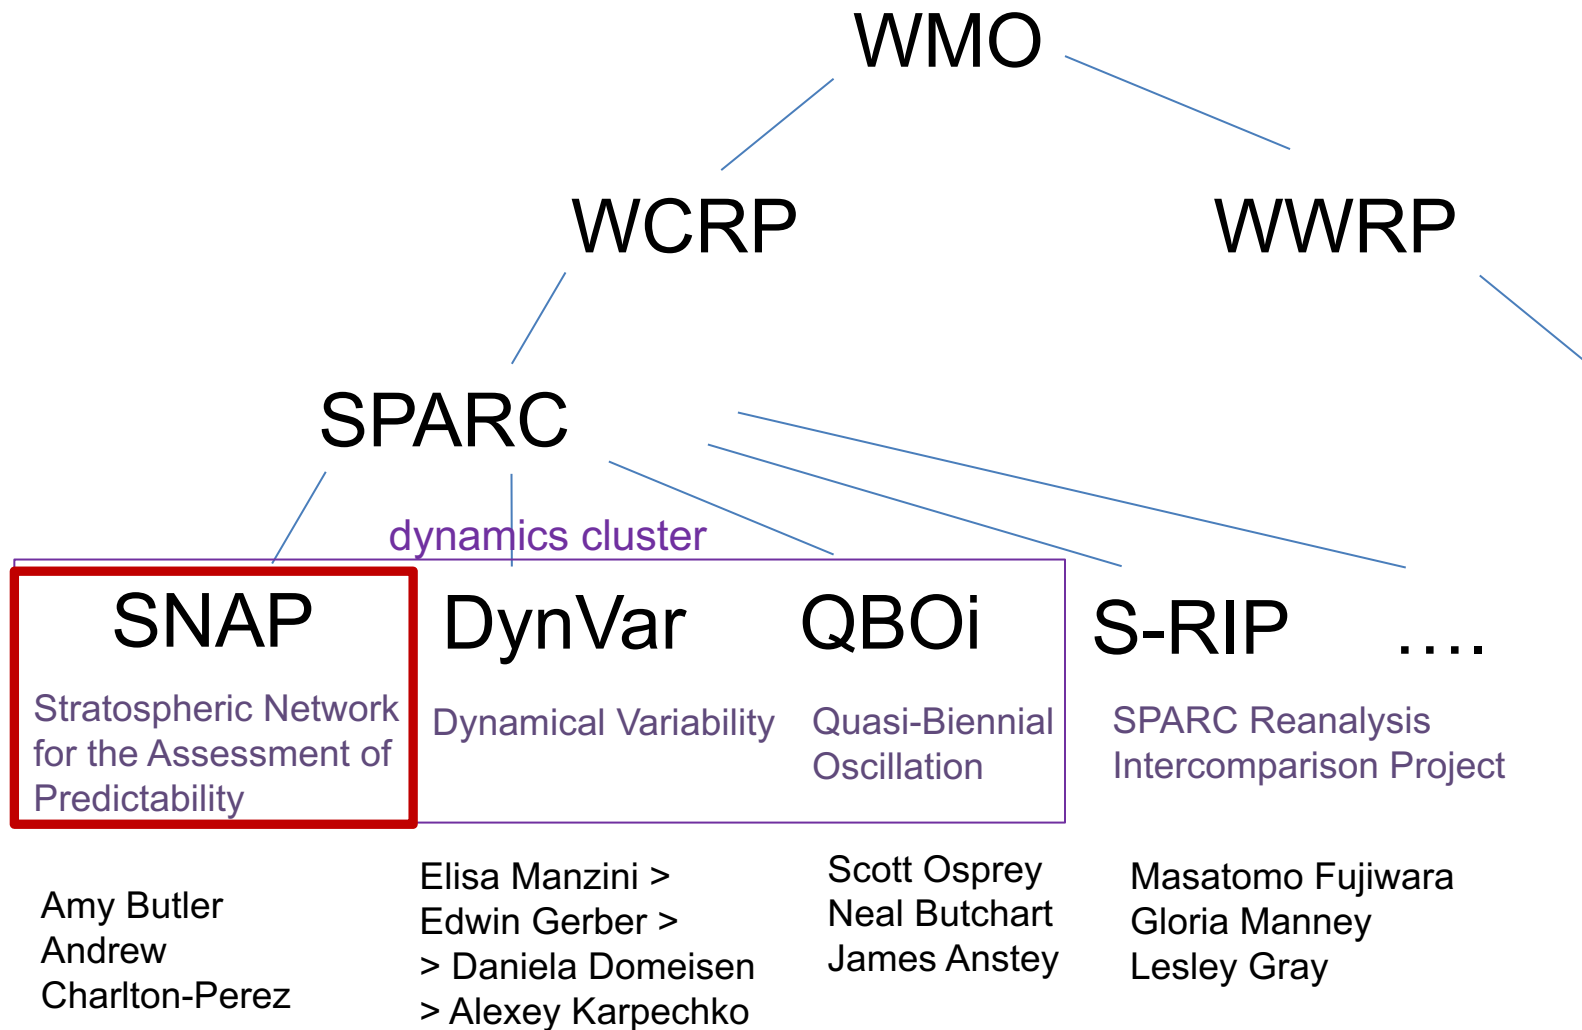 WMO
WCRP
WWRP
SPARC
dynamics cluster
SNAP
DynVar
QBOi
S-RIP
....
Stratospheric Network
for the Assessment of
Predictability
Dynamical Variability
Quasi-Biennial
Oscillation
SPARC Reanalysis
Intercomparison Project
Amy Butler
Andrew
Charlton-Perez
Elisa Manzini >
Edwin Gerber >
> Daniela Domeisen
> Alexey Karpechko
Scott Osprey
Neal Butchart
James Anstey
Masatomo Fujiwara
Gloria Manney
Lesley Gray